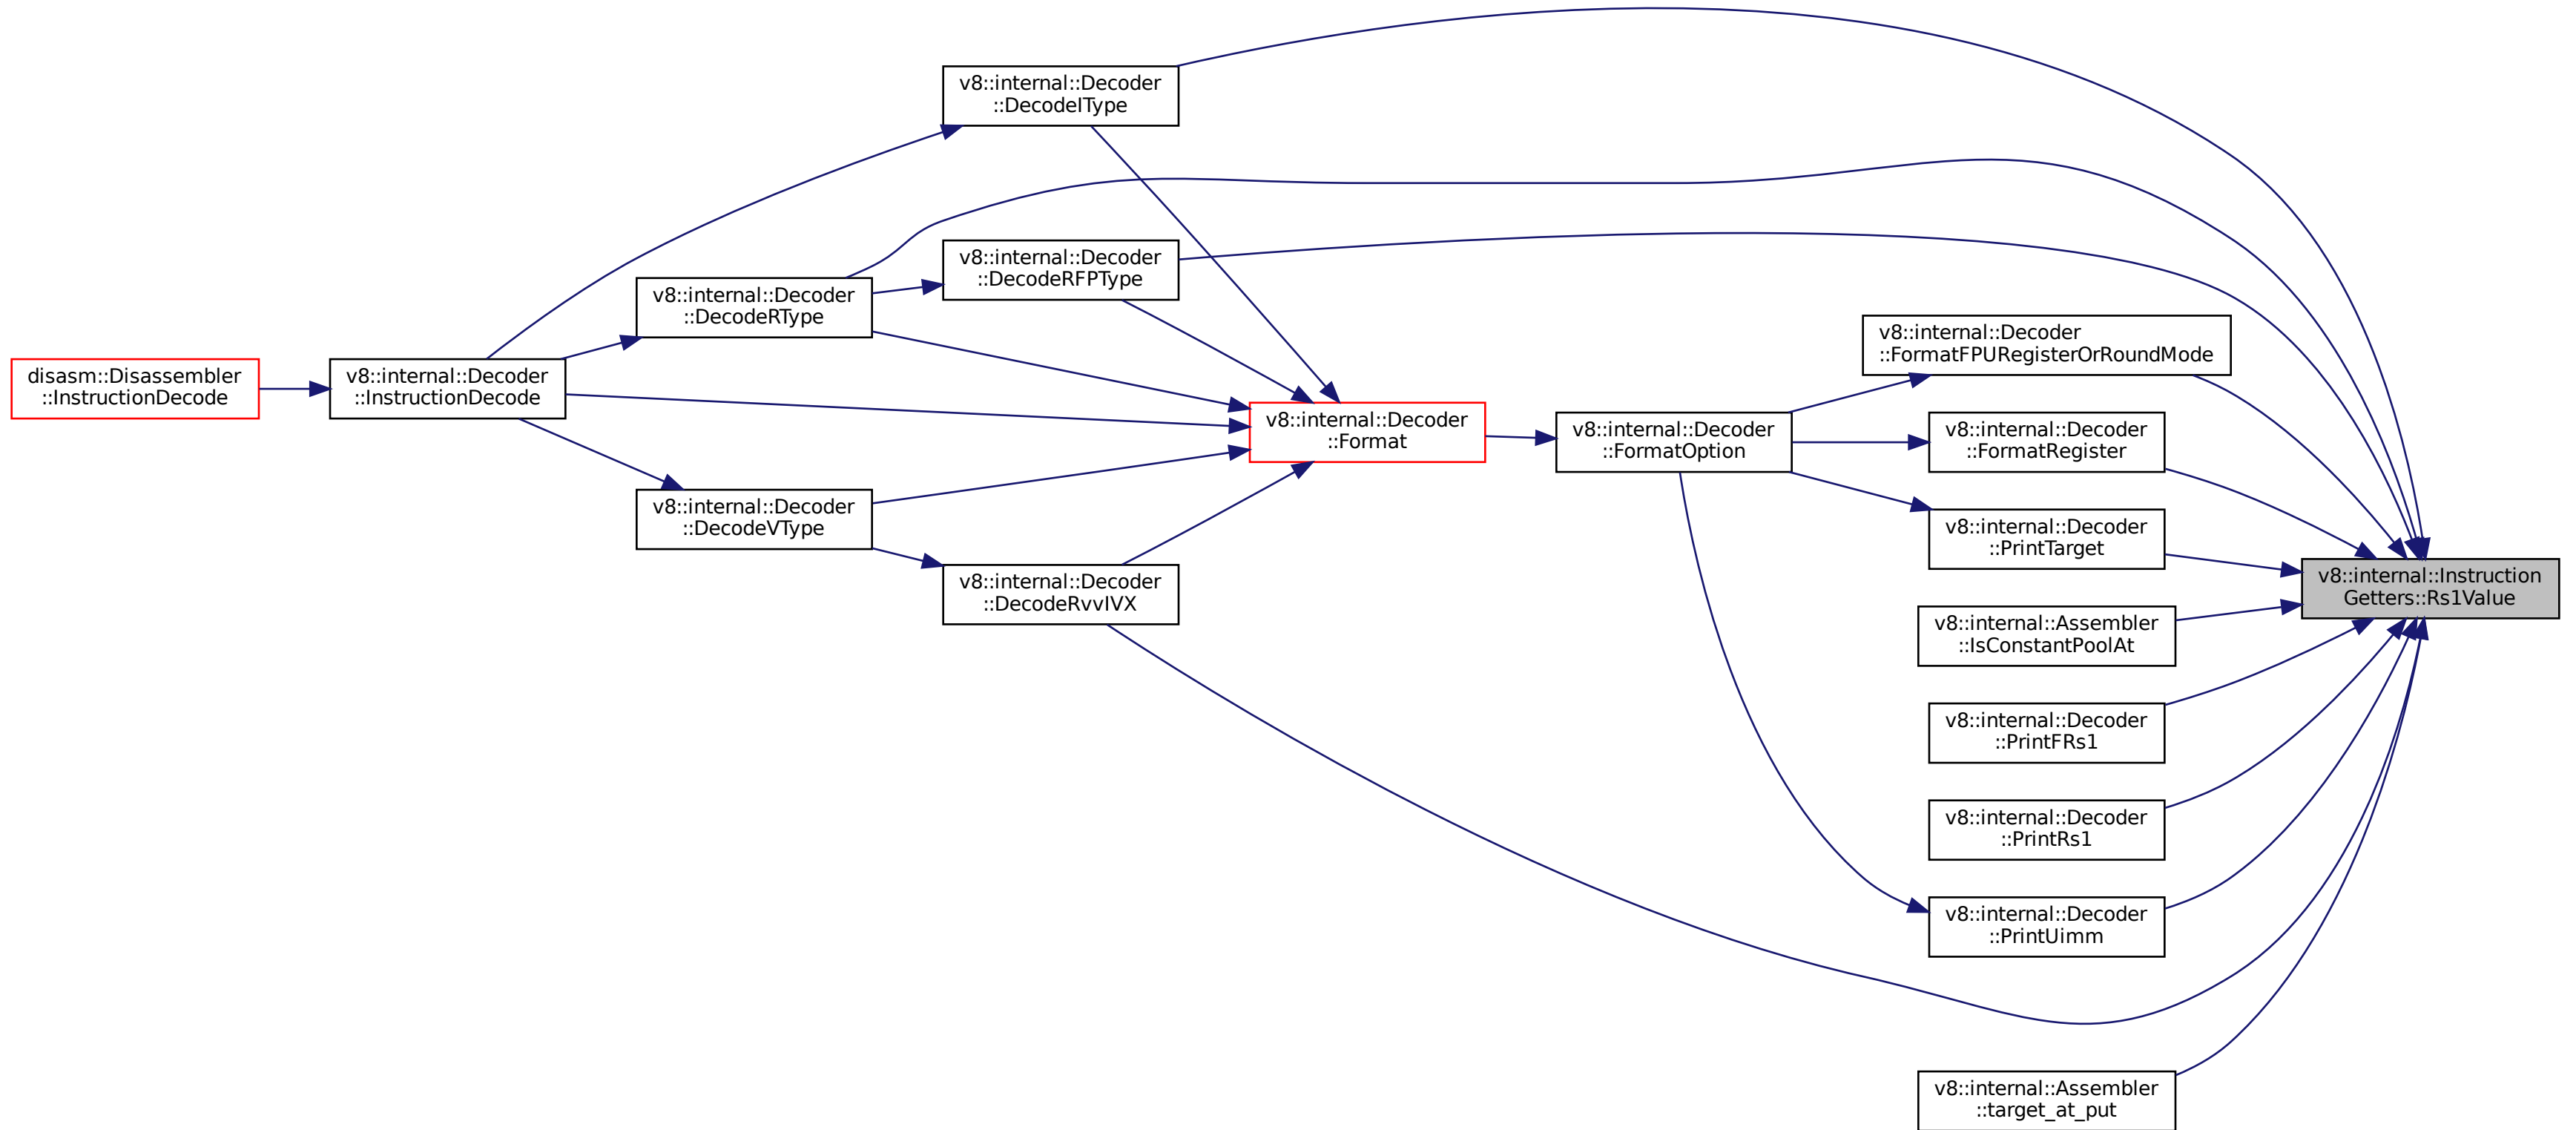 v8::internal::Decoder
::DecodeIType
v8::internal::Decoder
::DecodeRFPType
v8::internal::Decoder
::DecodeRType
v8::internal::Decoder
::FormatFPURegisterOrRoundMode
disasm::Disassembler
::InstructionDecode
v8::internal::Decoder
::InstructionDecode
v8::internal::Decoder
::Format
v8::internal::Decoder
::FormatOption
v8::internal::Decoder
::FormatRegister
v8::internal::Decoder
::DecodeVType
v8::internal::Decoder
::PrintTarget
v8::internal::Decoder
::DecodeRvvIVX
v8::internal::Instruction
Getters::Rs1Value
v8::internal::Assembler
::IsConstantPoolAt
v8::internal::Decoder
::PrintFRs1
v8::internal::Decoder
::PrintRs1
v8::internal::Decoder
::PrintUimm
v8::internal::Assembler
::target_at_put